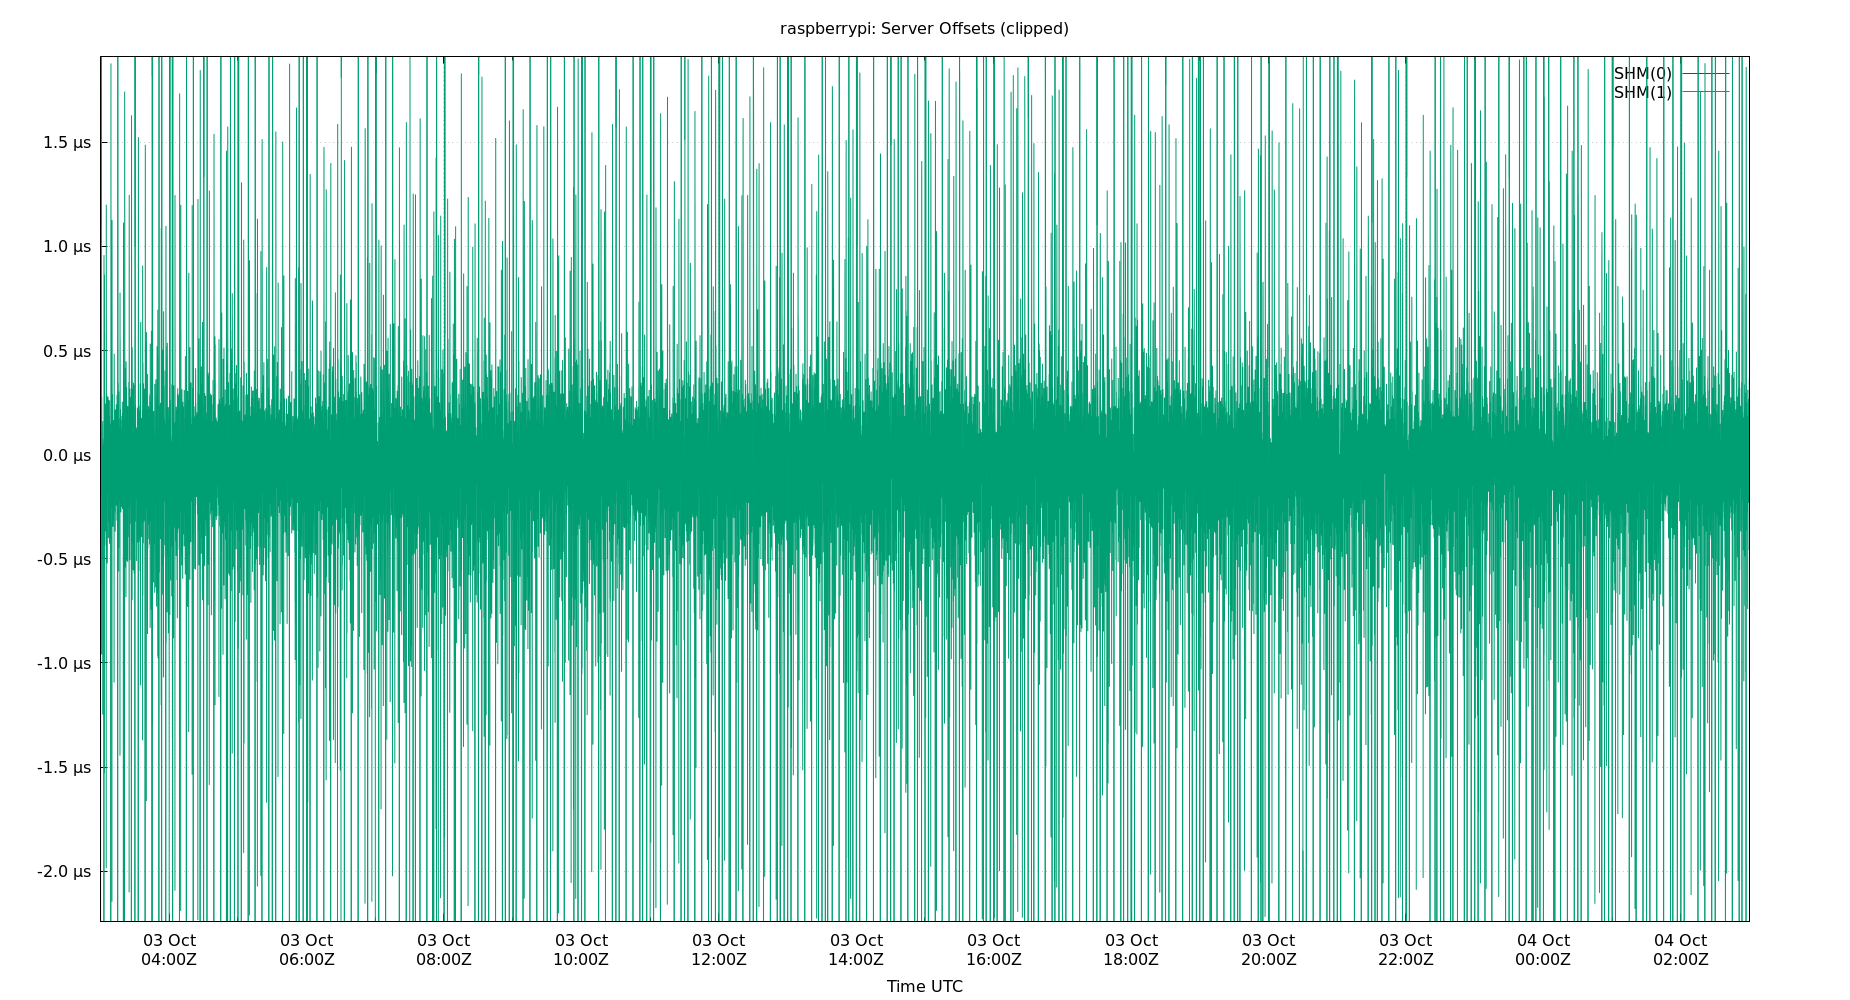 raspberrypi: Server Offsets (clipped)
SHM(0)
SHM(1)
1.5 µs
1.0 µs
0.5 µs
0.0 µs
-0.5 µs
-1.0 µs
-1.5 µs
-2.0 µs
03 Oct 03 Oct 03 Oct 03 Oct 03 Oct 03 Oct 03 Oct 03 Oct 03 Oct 03 Oct 04 Oct 04 Oct
04:00Z 06:00Z 08:00Z 10:00Z 12:00Z 14:00Z 16:00Z 18:00Z 20:00Z 22:00Z 00:00Z 02:00Z
Time UTC